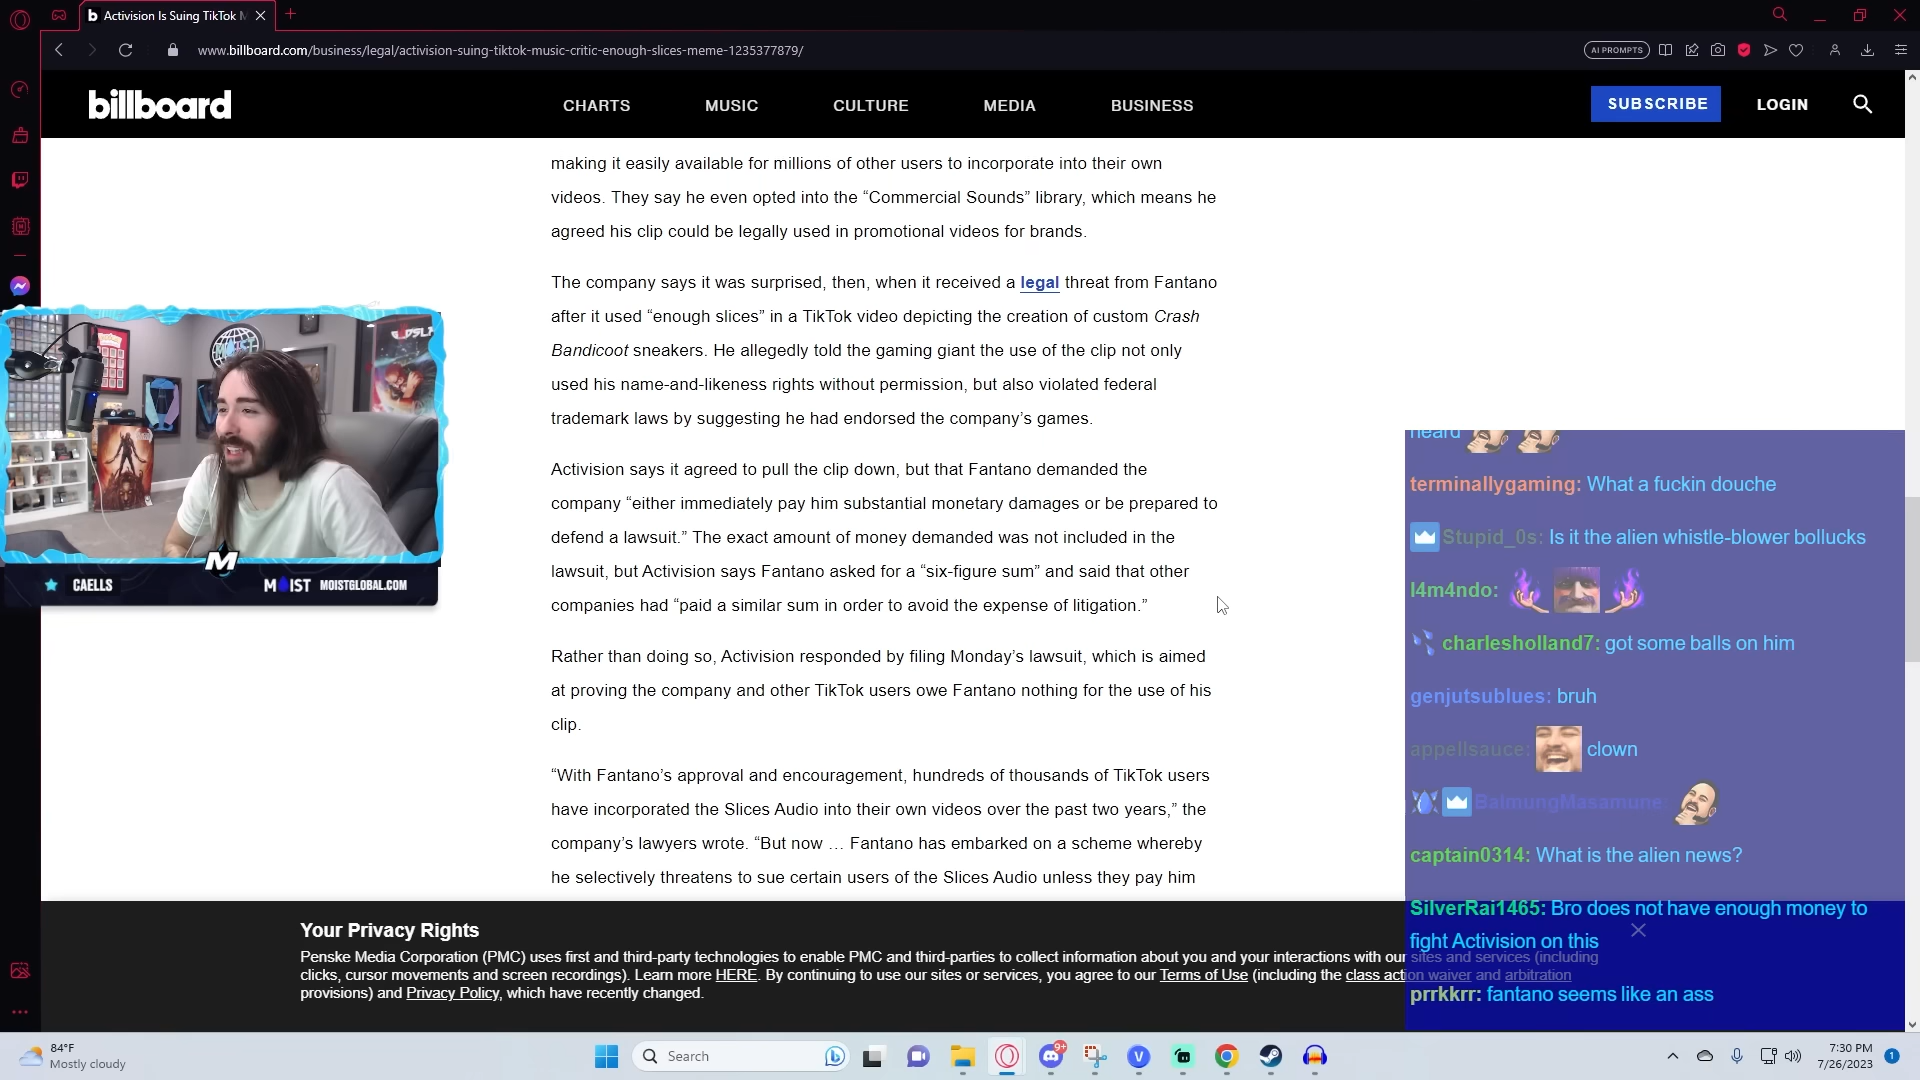 Activision Is Suing TikTok M
www.billboard.com/business/legal/activision-suing-tiktok-music-critic-enough-slices-meme-1235377879/
AI PROMPTS
billboard
CHARTS
MUSIC
CULTURE
MEDIA
BUSINESS
SUBSCRIBE
LOGIN
making it easily available for millions of other users to incorporate into their own
videos. They say he even opted into the “Commercial Sounds” library, which means he
agreed his clip could be legally used in promotional videos for brands.
The company says it was surprised, then, when it received a legal threat from Fantano
after it used “enough slices” in a TikTok video depicting the creation of custom Crash
Bandicoot sneakers. He allegedly told the gaming giant the use of the clip not only
used his name-and-likeness rights without permission, but also violated federal
trademark laws by suggesting he had endorsed the company’s games.
Activision says it agreed to pull the clip down, but that Fantano demanded the
company “either immediately pay him substantial monetary damages or be prepared to
defend a lawsuit.” The exact amount of money demanded was not included in the
lawsuit, but Activision says Fantano asked for a “six-figure sum” and said that other
companies had “paid a similar sum in order to avoid the expense of litigation.”
Rather than doing so, Activision responded by filing Monday’s lawsuit, which is aimed
at proving the company and other TikTok users owe Fantano nothing for the use of his
clip.
“With Fantano’s approval and encouragement, hundreds of thousands of TikTok users
have incorporated the Slices Audio into their own videos over the past two years,” the
company’s lawyers wrote. “But now … Fantano has embarked on a scheme whereby
he selectively threatens to sue certain users of the Slices Audio unless they pay him
M
CAELLS
MOIST
MOISTGLOBAL.COM
heard
terminallygaming: What a fuckin douche
Stupid_0s: Is it the alien whistle-blower bollucks
l4m4ndo:
charlesholland7: got some balls on him
genjutsublues: bruh
appellsauce: clown
BalmungMasamune:
captain0314: What is the alien news?
SilverRai1465: Bro does not have enough money to
fight Activision on this
prrkkrr: fantano seems like an ass
Your Privacy Rights
Penske Media Corporation (PMC) uses first and third-party technologies to enable PMC and third-parties to collect information about you and your interactions with our sites and services (including
clicks, cursor movements and screen recordings). Learn more HERE. By continuing to use our sites or services, you agree to our Terms of Use (including the class action waiver and arbitration
provisions) and Privacy Policy, which have recently changed.
84°F
Mostly cloudy
Search
9+
7:30 PM
7/26/2023
1